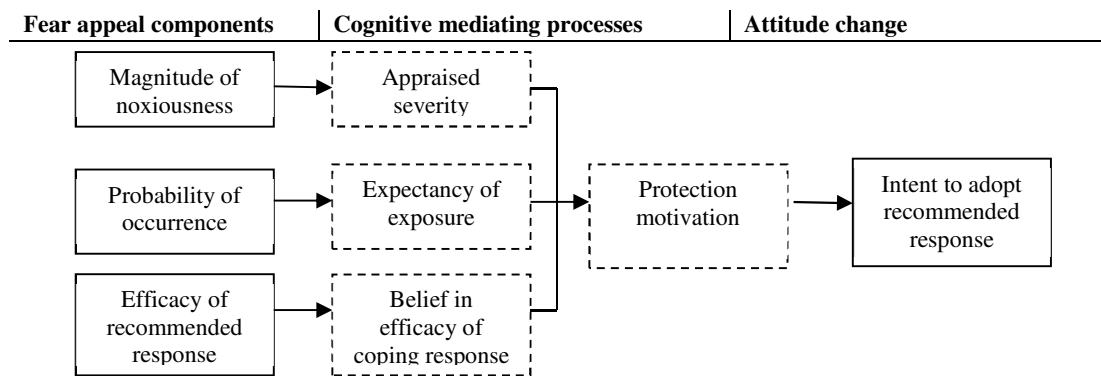 Fear appeal components
Cognitive mediating processes
Attitude change
Magnitude of
noxiousness
Appraised
severity
Probability of
occurrence
Expectancy of
exposure
Protection
motivation
Intent to adopt
recommended
response
Efficacy of
recommended
response
Belief in
efficacy of
coping response